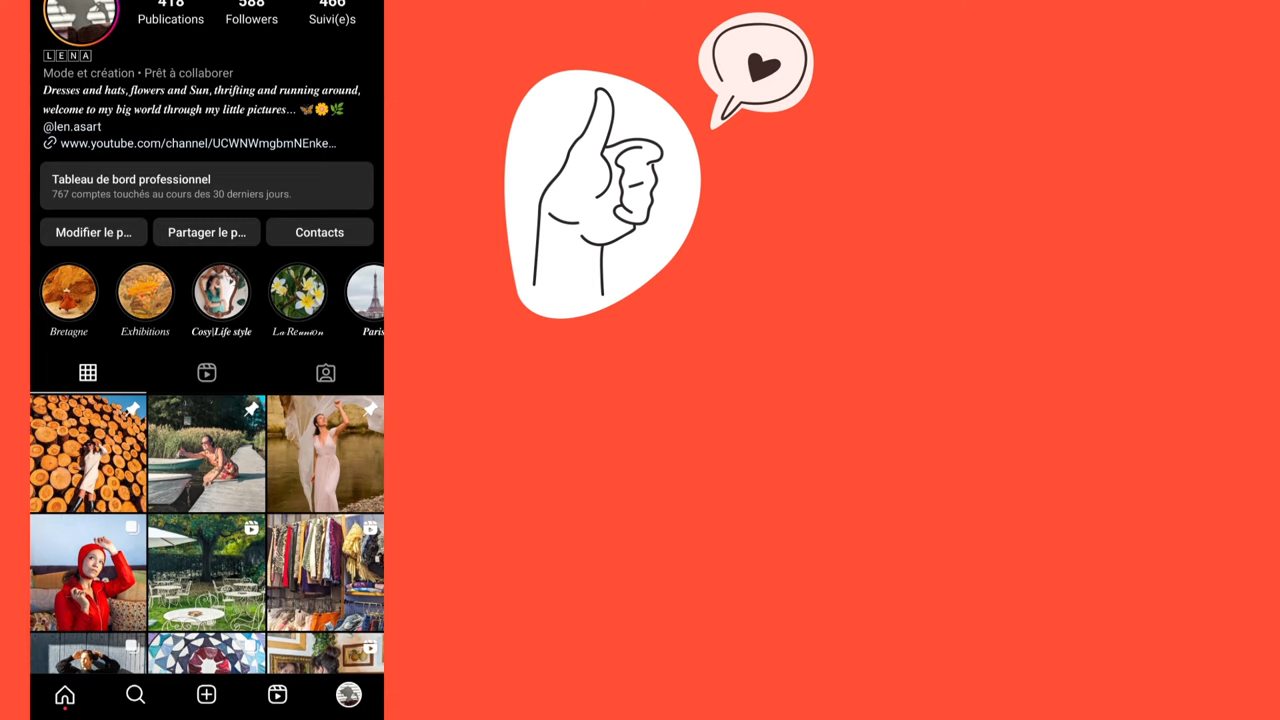 418 588 466
Publications Followers Suivi(e)s
LENA
Mode et création • Prêt à collaborer
Dresses and hats, flowers and Sun, thrifting and running around,
welcome to my big world through my little pictures... 🦋🌼🌿
@len.asart
www.youtube.com/channel/UCWNWmgbmNEnke...
Tableau de bord professionnel
767 comptes touchés au cours des 30 derniers jours.
Modifier le p... Partager le p... Contacts
Bretagne Exhibitions Cosy|Life style La Reunion Paris